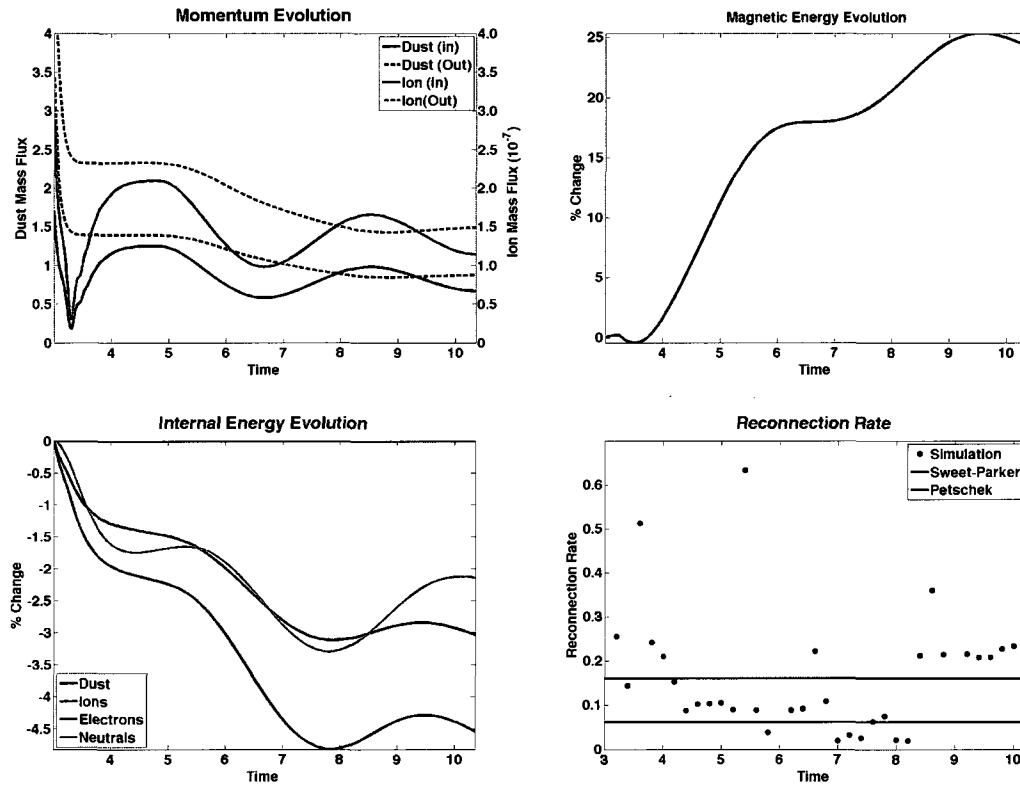 Momentum Evolution
Dust (in)
Dust (Out)
Ion (In)
Ion(Out)
4
3.5
3
2.5
2
1.5
1
0.5
0
Dust Mass Flux
4.0
3.5
3.0
2.5
2.0
1.5
1.0
0.5
0
Ion Mass Flux (10^-7)
4 5 6 7 8 9 10
Time
Magnetic Energy Evolution
25
20
15
10
5
0
% Change
4 5 6 7 8 9 10
Time
Internal Energy Evolution
0
-0.5
-1
-1.5
-2
-2.5
-3
-3.5
-4
-4.5
% Change
Dust
Ions
Electrons
Neutrals
4 5 6 7 8 9 10
Time
Reconnection Rate
Simulation
Sweet-Parker
Petschek
0.6
0.5
0.4
0.3
0.2
0.1
0
Reconnection Rate
3 4 5 6 7 8 9 10
Time